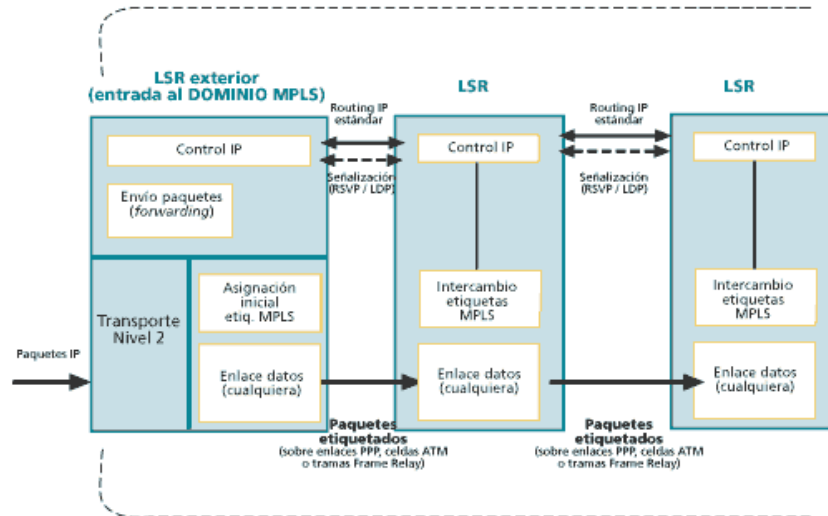 LSR exterior
(entrada al DOMINIO MPLS)
LSR
LSR
Routing IP
estándar
Routing IP
estándar
Control IP
Control IP
Control IP
Señalización
(RSVP / LDP)
Señalización
(RSVP / LDP)
Envío paquetes
(forwarding)
Asignación
inicial
etiq. MPLS
Intercambio
etiquetas
MPLS
Intercambio
etiquetas
MPLS
Transporte
Nivel 2
Paquetes IP
Enlace datos
(cualquiera)
Enlace datos
(cualquiera)
Enlace datos
(cualquiera)
Paquetes
etiquetados
(sobre enlaces PPP, celdas ATM
o tramas Frame Relay)
Paquetes
etiquetados
(sobre enlaces PPP, celdas ATM
o tramas Frame Relay)